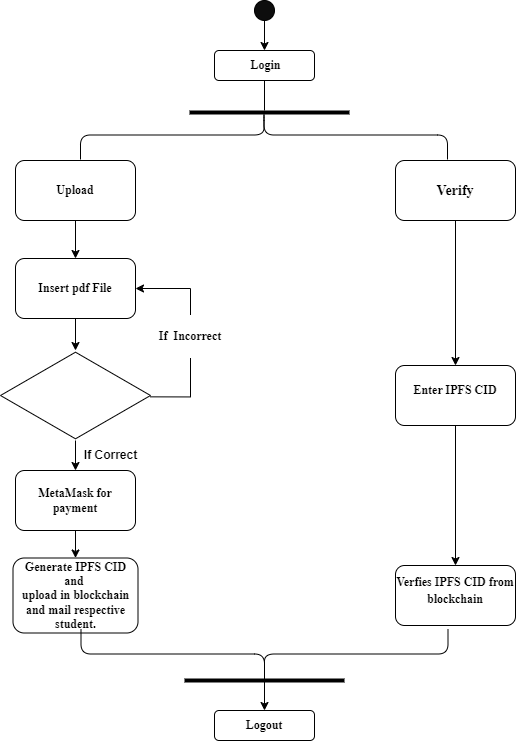 Login
Upload
Verify
Insert pdf File
If  Incorrect
Enter IPFS CID
If Correct
MetaMask for
payment
Generate IPFS CID
and
upload in blockchain
and mail respective
student.
Verfies IPFS CID from
blockchain
Logout